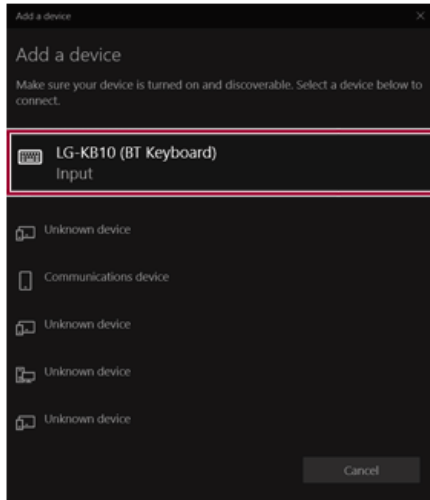 Add a device
Add a device
Make sure your device is turned on and discoverable. Select a device below to
connect.
LG-KB10 (BT Keyboard)
Input
Unknown device
Communications device
Unknown device
Unknown device
Unknown device
Cancel